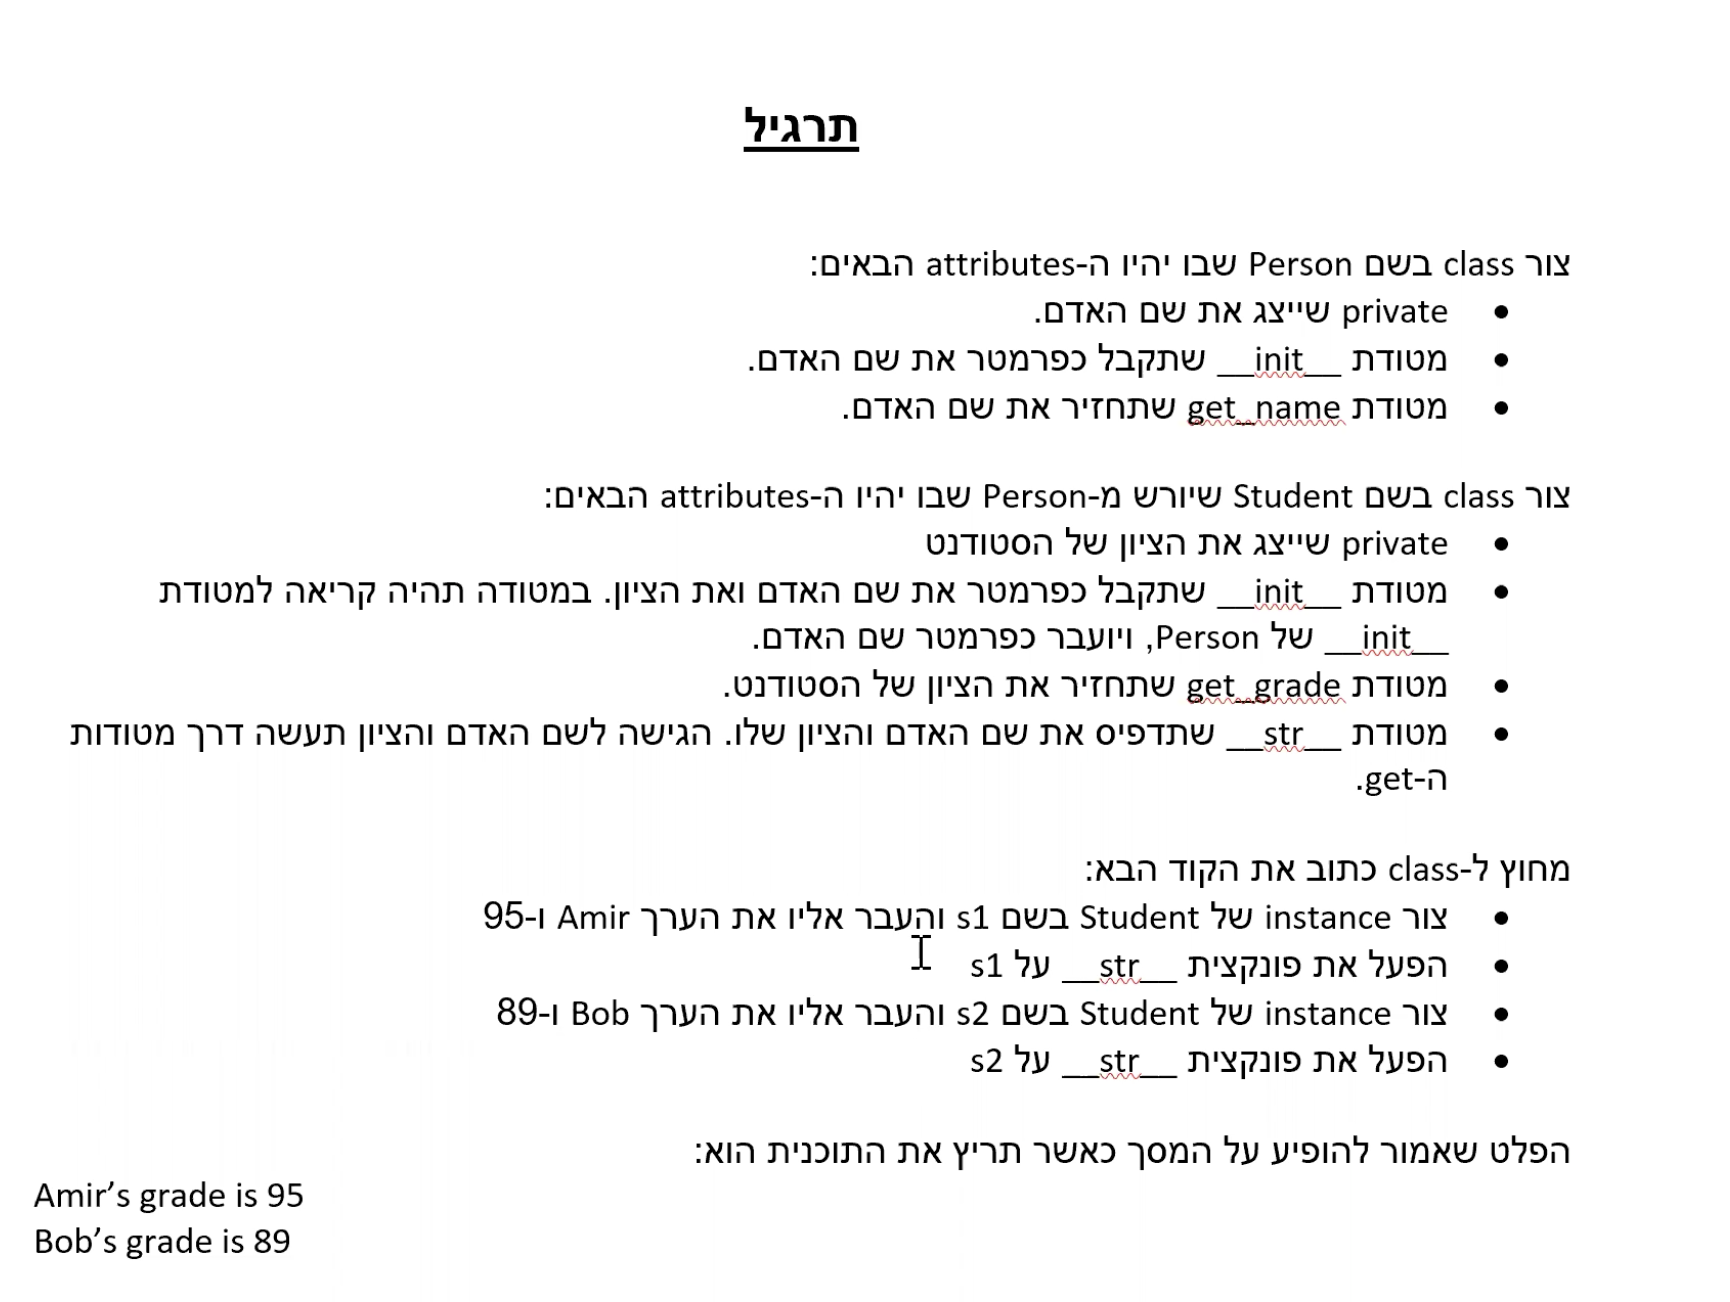 תרגיל
צור class בשם Person שבו יהיו ה-attributes הבאים:
• private שייצג את שם האדם.
• מטודת __init__ שתקבל כפרמטר את שם האדם.
• מטודת get_name שתחזיר את שם האדם.
צור class בשם Student שיורש מ-Person שבו יהיו ה-attributes הבאים:
• private שייצג את הציון של הסטודנט
• מטודת __init__ שתקבל כפרמטר את שם האדם ואת הציון. במטודה תהיה קריאה למטודת
__init__ של Person, ויועבר כפרמטר שם האדם.
• מטודת get_grade שתחזיר את הציון של הסטודנט.
• מטודת __str__ שתדפיס את שם האדם והציון שלו. הגישה לשם האדם והציון תעשה דרך מטודות
ה-get.
מחוץ ל-class כתוב את הקוד הבא:
• צור instance של Student בשם s1 והעבר אליו את הערך Amir ו-95
• הפעל את פונקצית __str__ על s1
• צור instance של Student בשם s2 והעבר אליו את הערך Bob ו-89
• הפעל את פונקצית __str__ על s2
הפלט שאמור להופיע על המסך כאשר תריץ את התוכנית הוא:
Amir’s grade is 95
Bob’s grade is 89